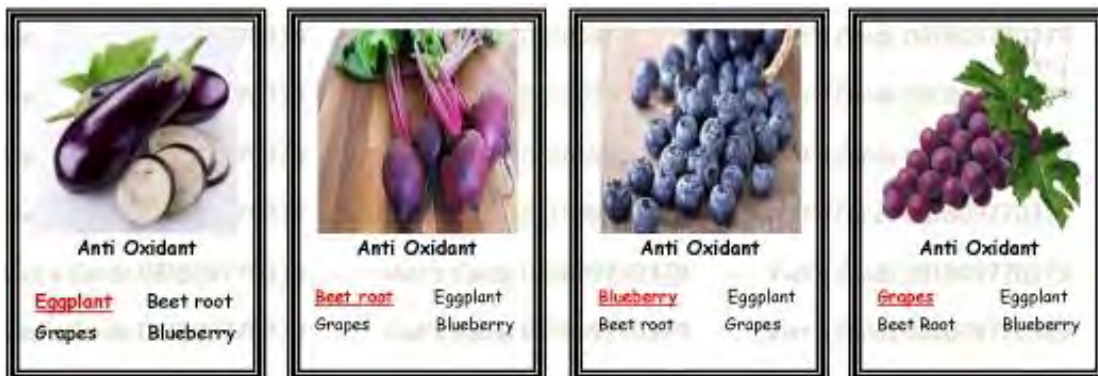 Anti Oxidant
Eggplant Beet root
Grapes Blueberry
Anti Oxidant
Beet root Eggplant
Grapes Blueberry
Anti Oxidant
Blueberry Eggplant
Beet root Grapes
Anti Oxidant
Grapes Eggplant
Beet Root Blueberry